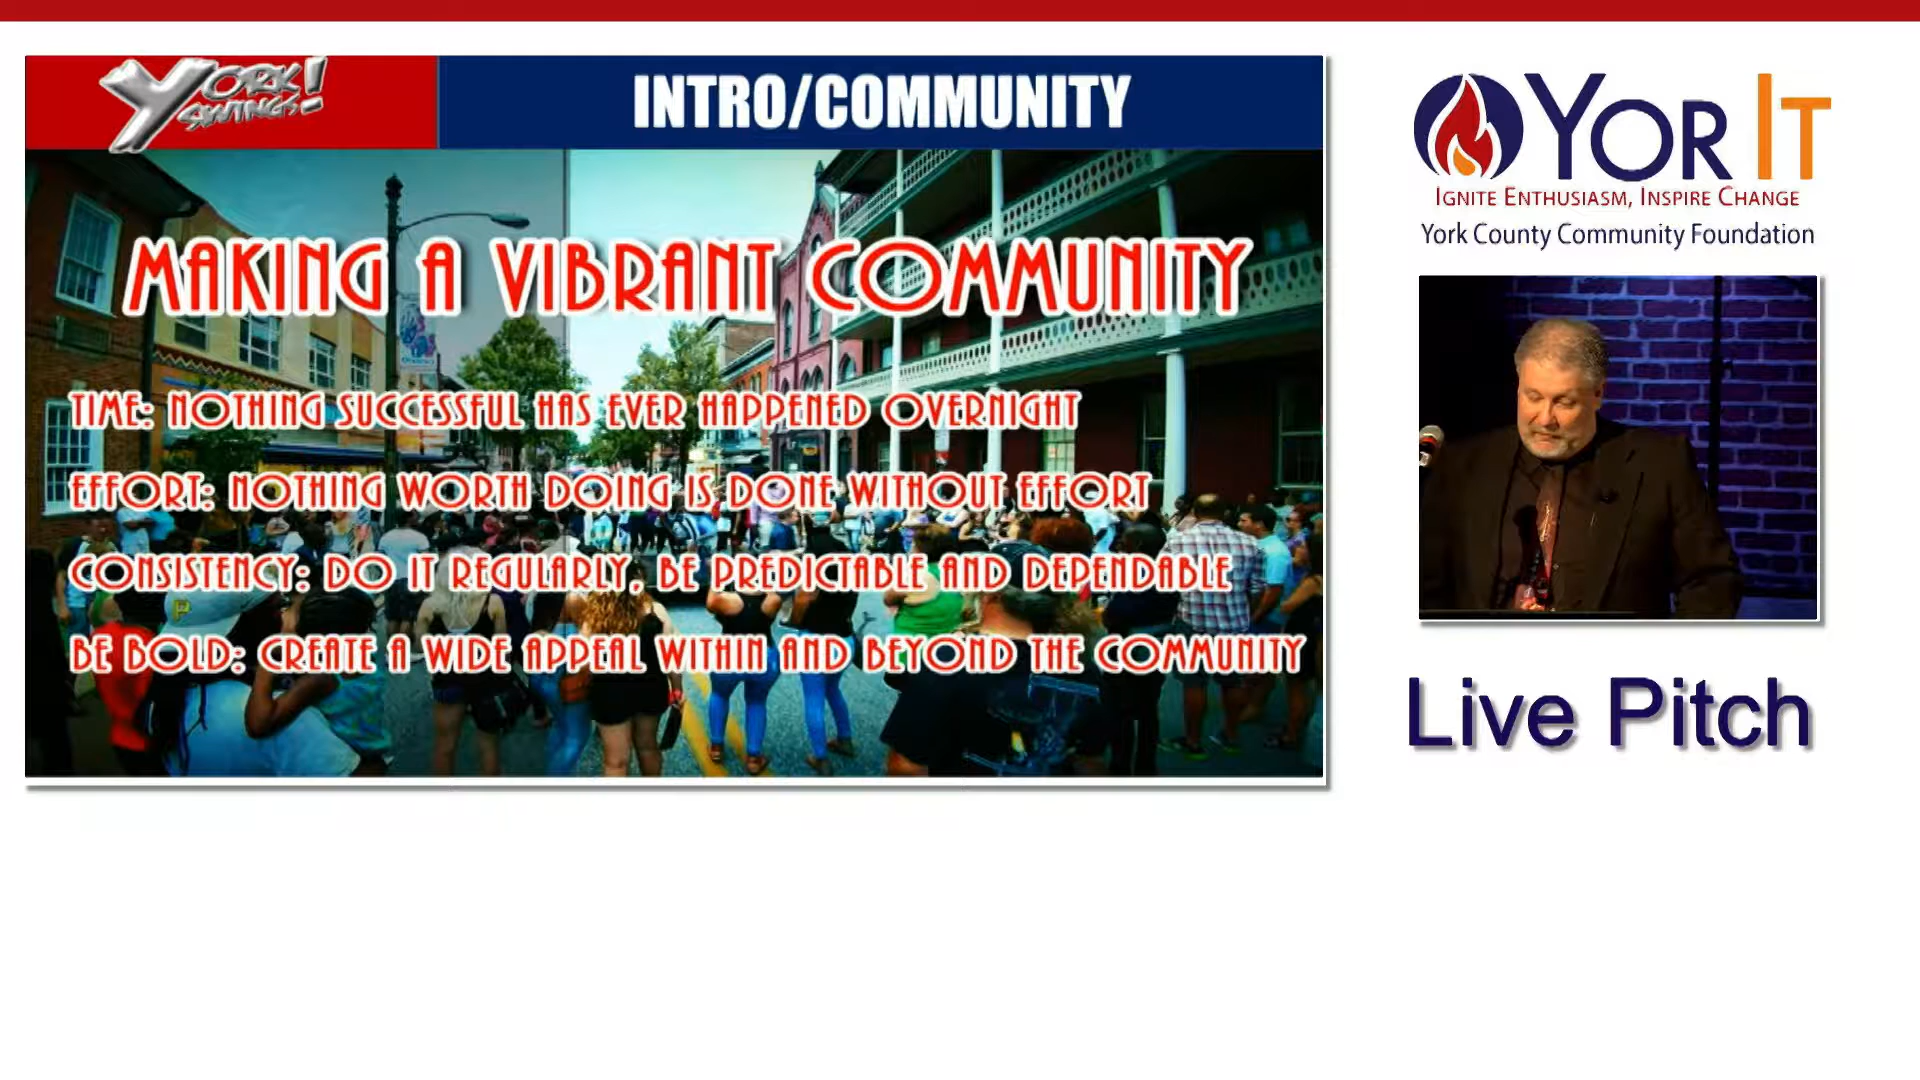 YORK!
SWINGS!
INTRO/COMMUNITY
MAKING A VIBRANT COMMUNITY
TIME: NOTHING SUCCESSFUL HAS EVER HAPPENED OVERNIGHT
EFFORT: NOTHING WORTH DOING IS DONE WITHOUT EFFORT
CONSISTENCY: DO IT REGULARLY, BE PREDICTABLE AND DEPENDABLE
BE BOLD: CREATE A WIDE APPEAL WITHIN AND BEYOND THE COMMUNITY
YOR IT
IGNITE ENTHUSIASM, INSPIRE CHANGE
York County Community Foundation
Live Pitch